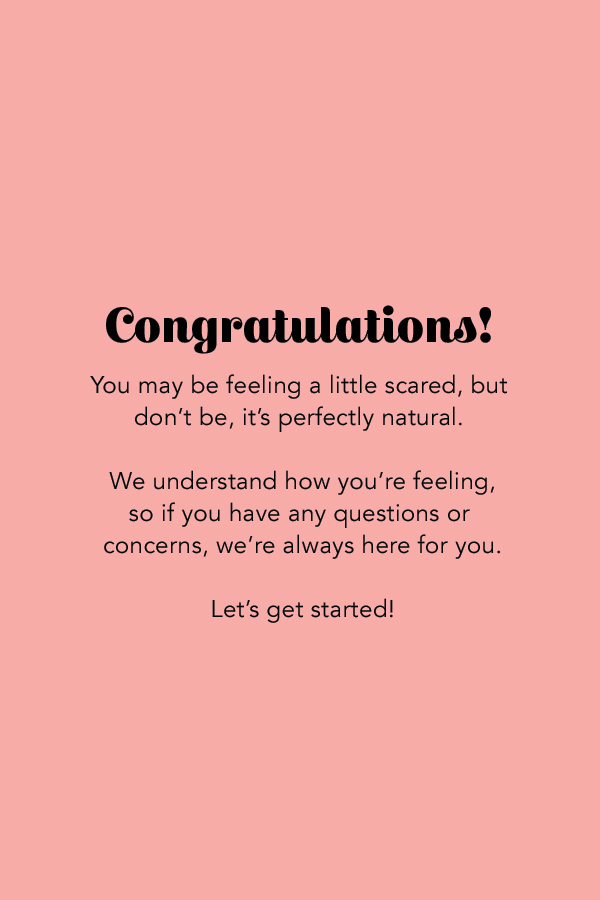 Congratulations!
You may be feeling a little scared, but
don’t be, it’s perfectly natural.
We understand how you’re feeling,
so if you have any questions or
concerns, we’re always here for you.
Let’s get started!